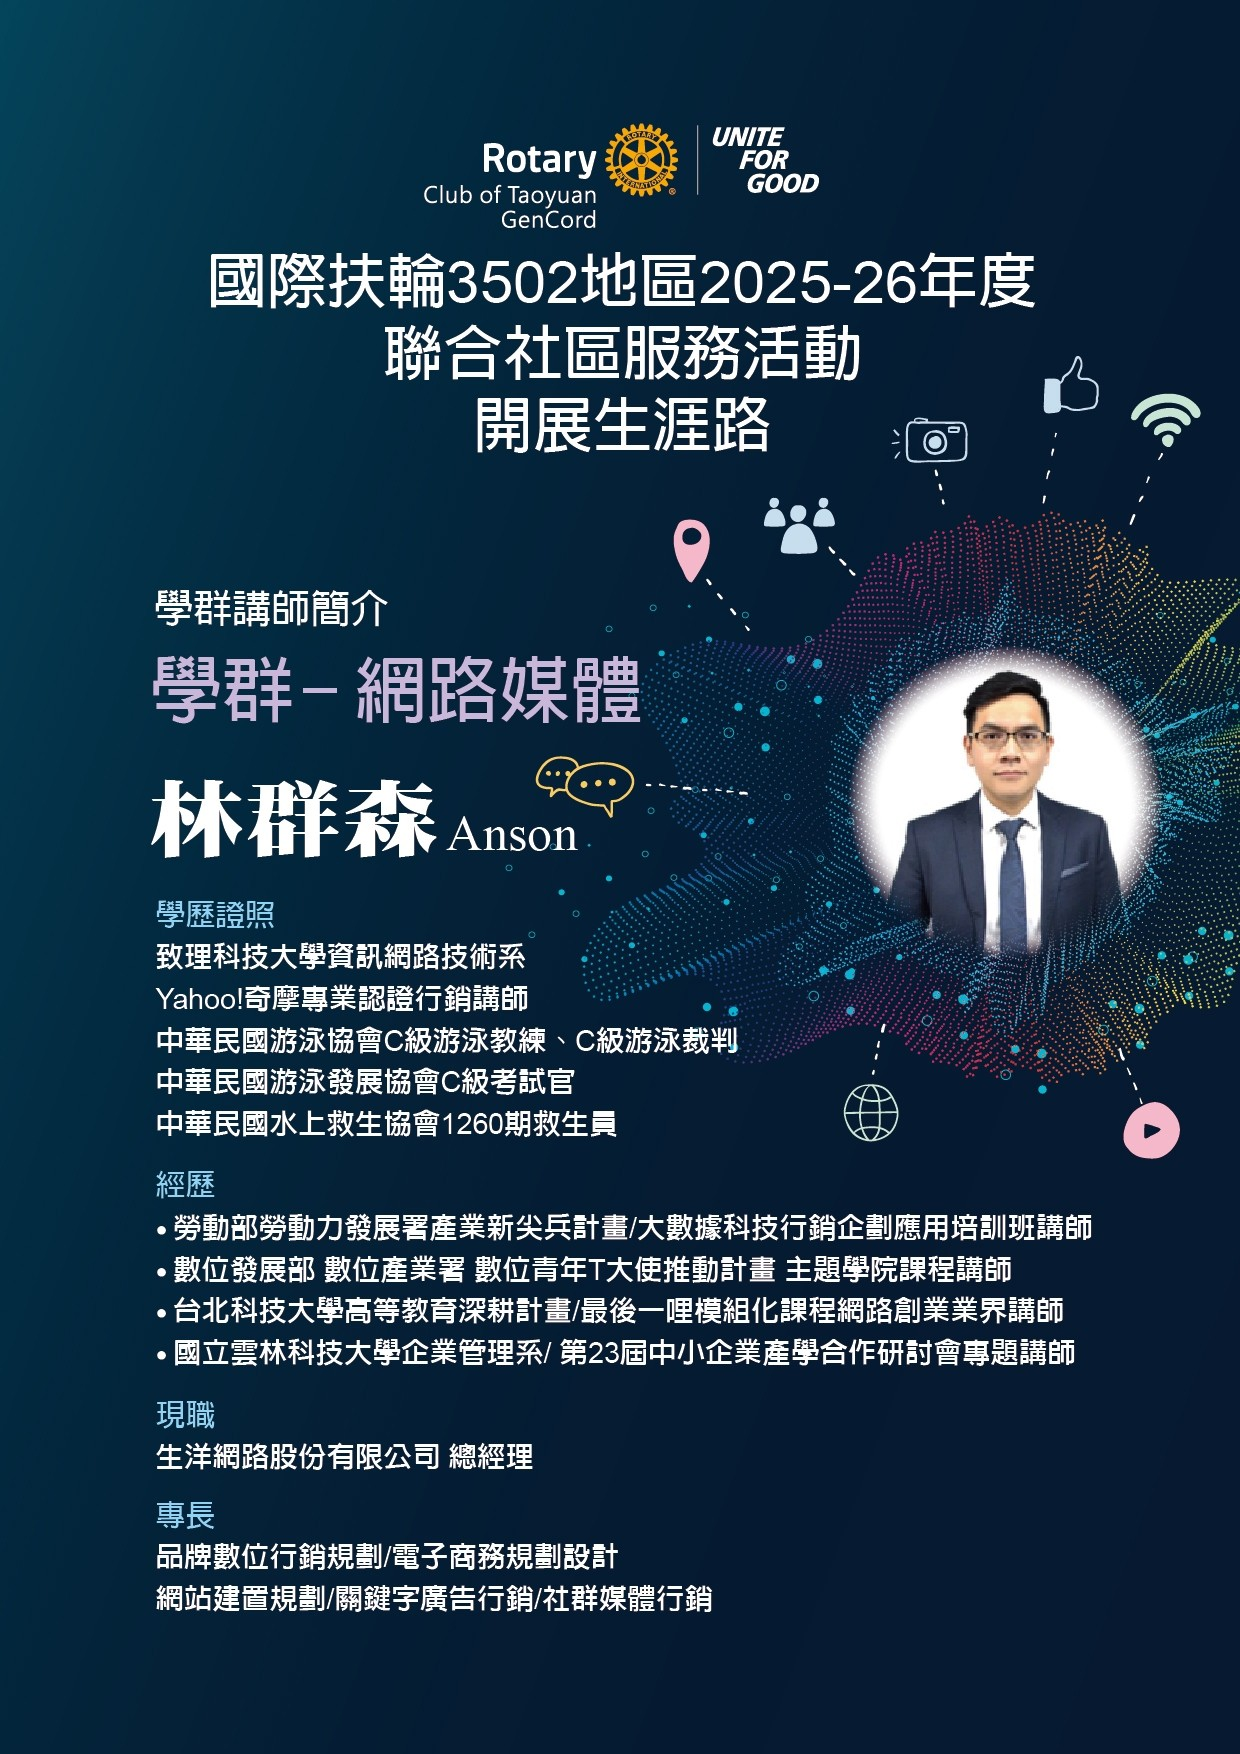 Rotary
Club of Taoyuan
GenCord
ROTARY
INTERNATIONAL
®
UNITE
FOR
GOOD
國際扶輪3502地區2025-26年度
聯合社區服務活動
開展生涯路
學群講師簡介
學群–網路媒體
林群森 Anson
學歷證照
致理科技大學資訊網路技術系
Yahoo!奇摩專業認證行銷講師
中華民國游泳協會C級游泳教練、C級游泳裁判
中華民國游泳發展協會C級考試官
中華民國水上救生協會1260期救生員
經歷
• 勞動部勞動力發展署產業新尖兵計畫/大數據科技行銷企劃應用培訓班講師
• 數位發展部 數位產業署 數位青年T大使推動計畫 主題學院課程講師
• 台北科技大學高等教育深耕計畫/最後一哩模組化課程網路創業業界講師
• 國立雲林科技大學企業管理系/ 第23屆中小企業產學合作研討會專題講師
現職
生洋網路股份有限公司 總經理
專長
品牌數位行銷規劃/電子商務規劃設計
網站建置規劃/關鍵字廣告行銷/社群媒體行銷